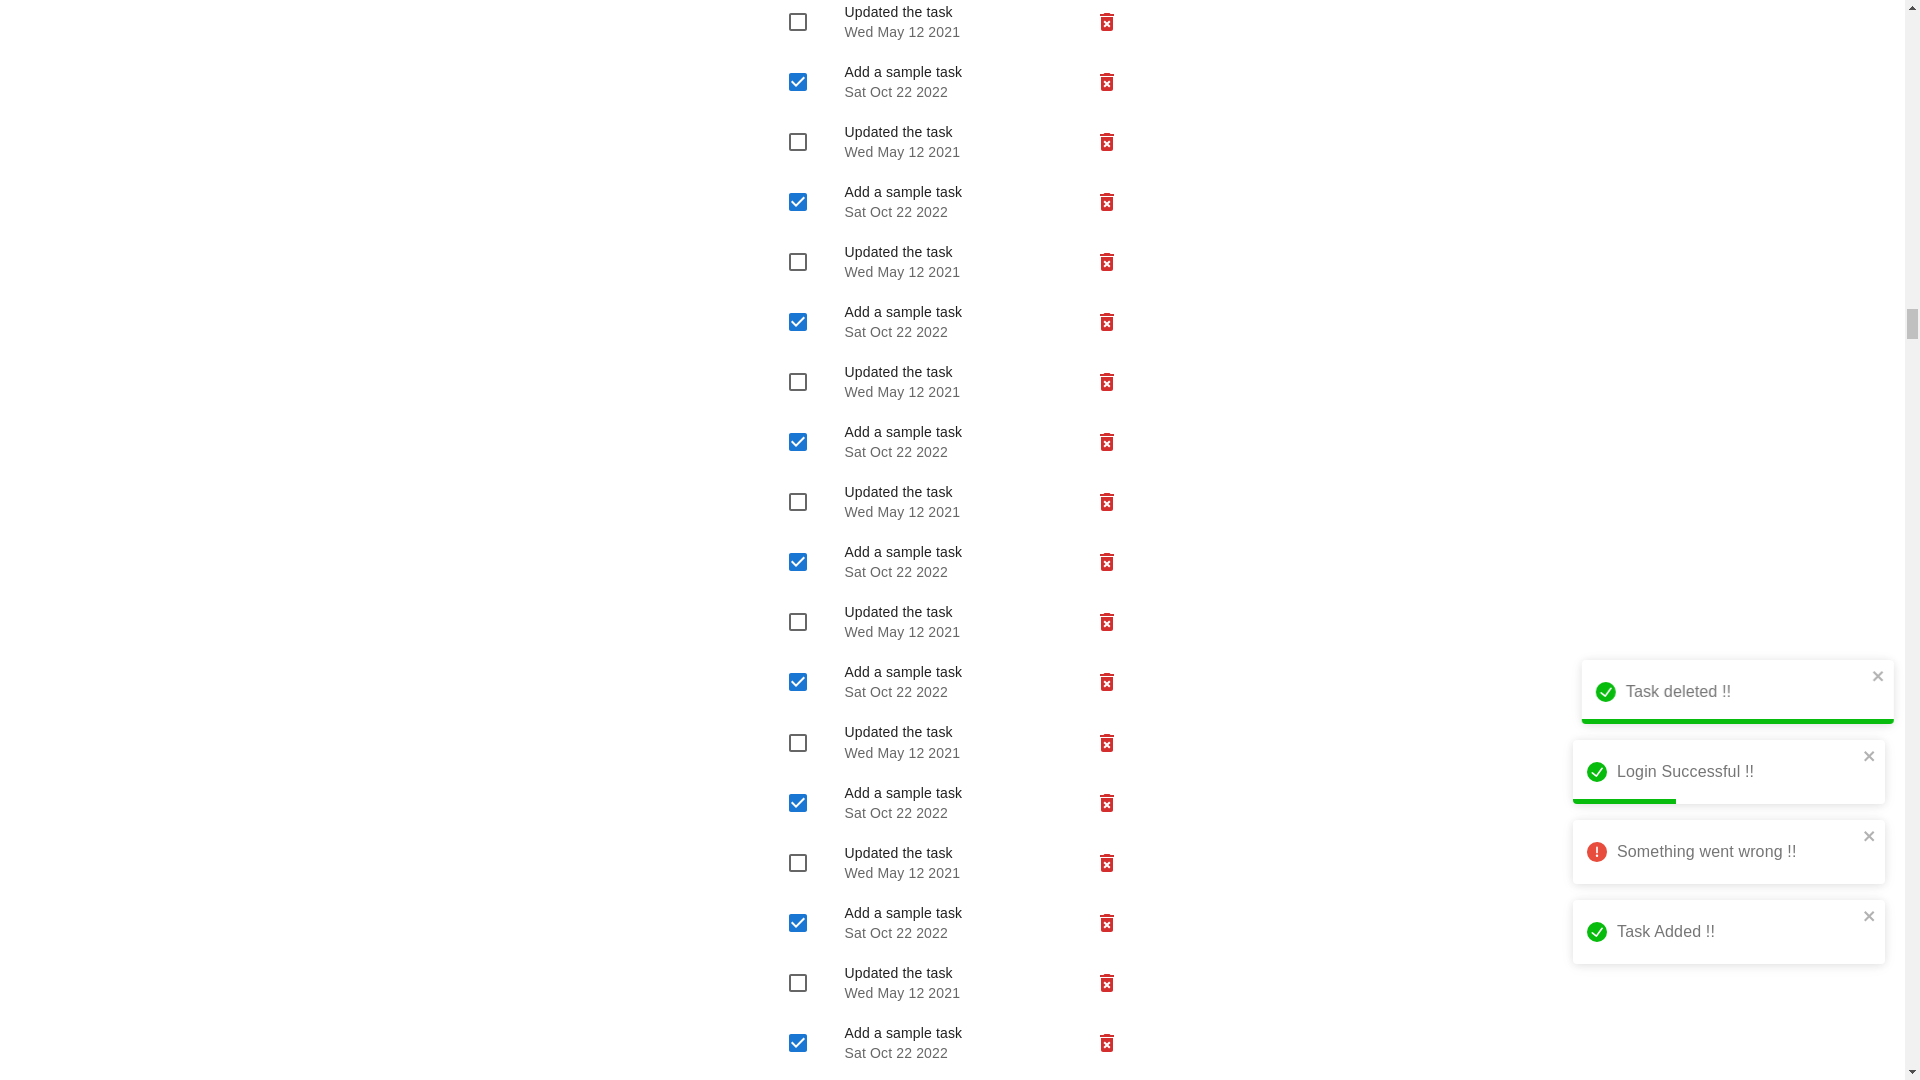 Updated the task
Wed May 12 2021
Add a sample task
Sat Oct 22 2022
Updated the task
Wed May 12 2021
Add a sample task
Sat Oct 22 2022
Updated the task
Wed May 12 2021
Add a sample task
Sat Oct 22 2022
Updated the task
Wed May 12 2021
Add a sample task
Sat Oct 22 2022
Updated the task
Wed May 12 2021
Add a sample task
Sat Oct 22 2022
Updated the task
Wed May 12 2021
Add a sample task
Sat Oct 22 2022
Updated the task
Wed May 12 2021
Add a sample task
Sat Oct 22 2022
Updated the task
Wed May 12 2021
Add a sample task
Sat Oct 22 2022
Updated the task
Wed May 12 2021
Add a sample task
Sat Oct 22 2022
Task deleted !!
Login Successful !!
Something went wrong !!
Task Added !!